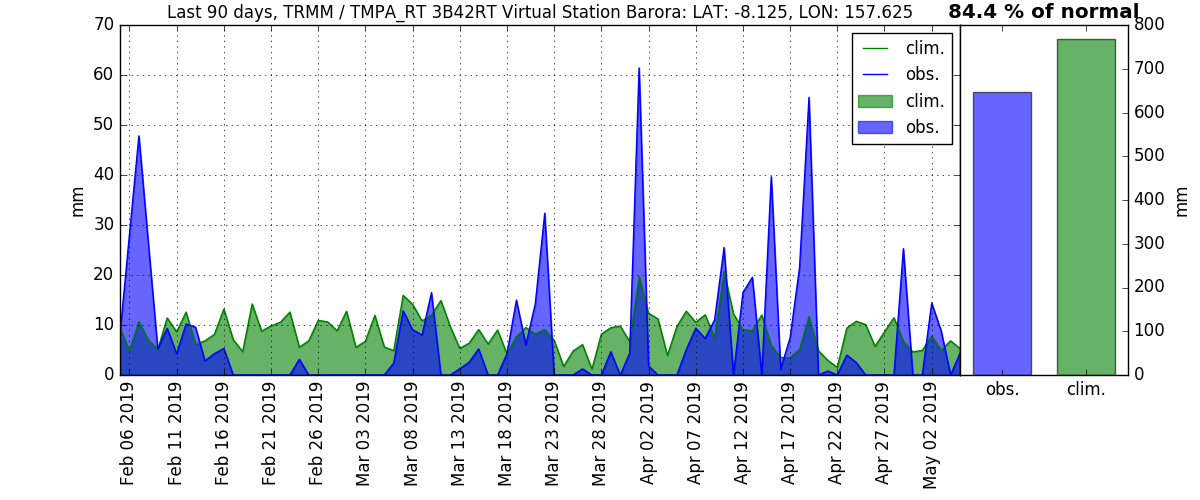 Last 90 days, TRMM / TMPA_RT 3B42RT Virtual Station Barora: LAT: -8.125, LON: 157.625
84.4 % of normal
70
60
50
40
30
20
10
0
mm
clim.
obs.
clim.
obs.
800
700
600
500
400
300
200
100
0
mm
obs.
clim.
Feb 06 2019
Feb 11 2019
Feb 16 2019
Feb 21 2019
Feb 26 2019
Mar 03 2019
Mar 08 2019
Mar 13 2019
Mar 18 2019
Mar 23 2019
Mar 28 2019
Apr 02 2019
Apr 07 2019
Apr 12 2019
Apr 17 2019
Apr 22 2019
Apr 27 2019
May 02 2019